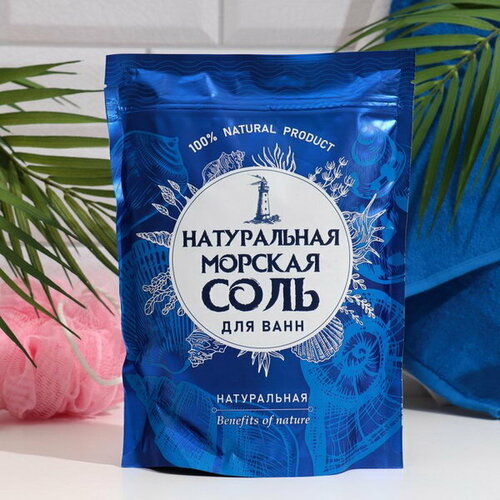 100% NATURAL PRODUCT
НАТУРАЛЬНАЯ
МОРСКАЯ
СОЛЬ
ДЛЯ ВАНН
НАТУРАЛЬНАЯ
Benefits of nature